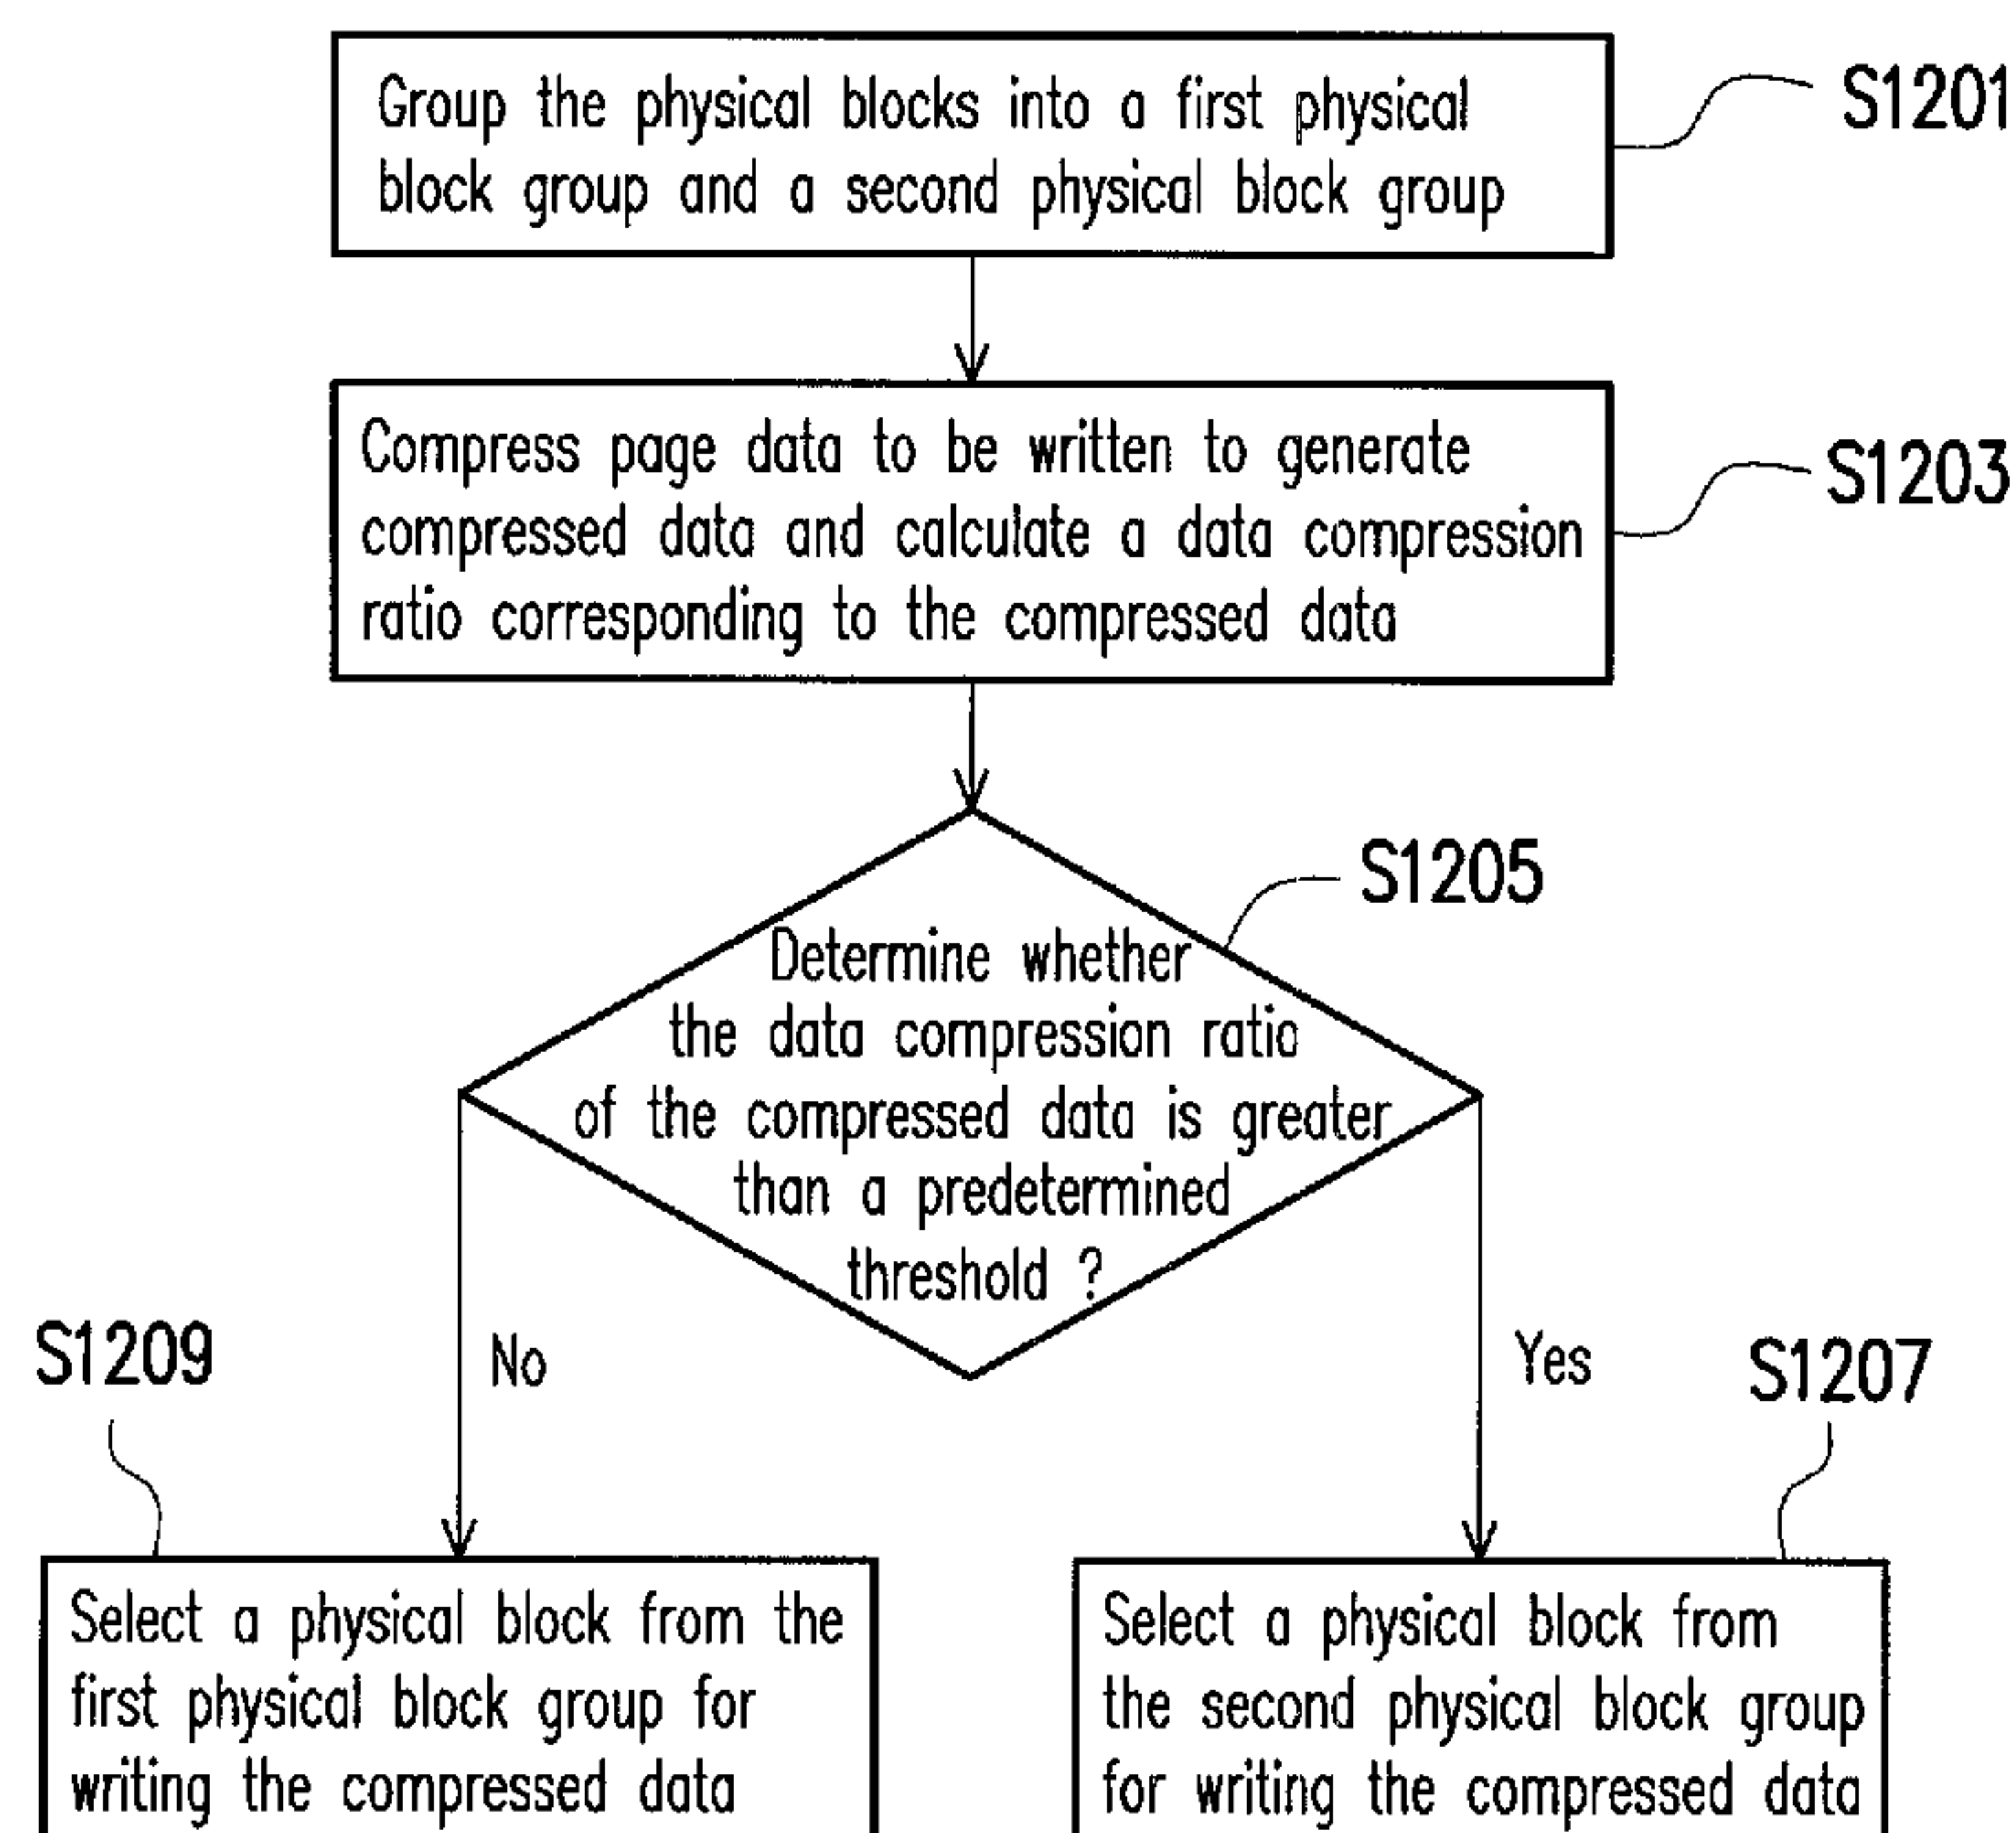 Group the physical blocks into a first physical
block group and a second physical block group
S1201
Compress page data to be written to generate
compressed data and calculate a data compression
ratio corresponding to the compressed data
S1203
S1205
Determine whether
the data compression ratio
of the compressed data is greater
than a predetermined
threshold ?
S1209
No
Yes
S1207
Select a physical block from the
first physical block group for
writing the compressed data
Select a physical block from
the second physical block group
for writing the compressed data